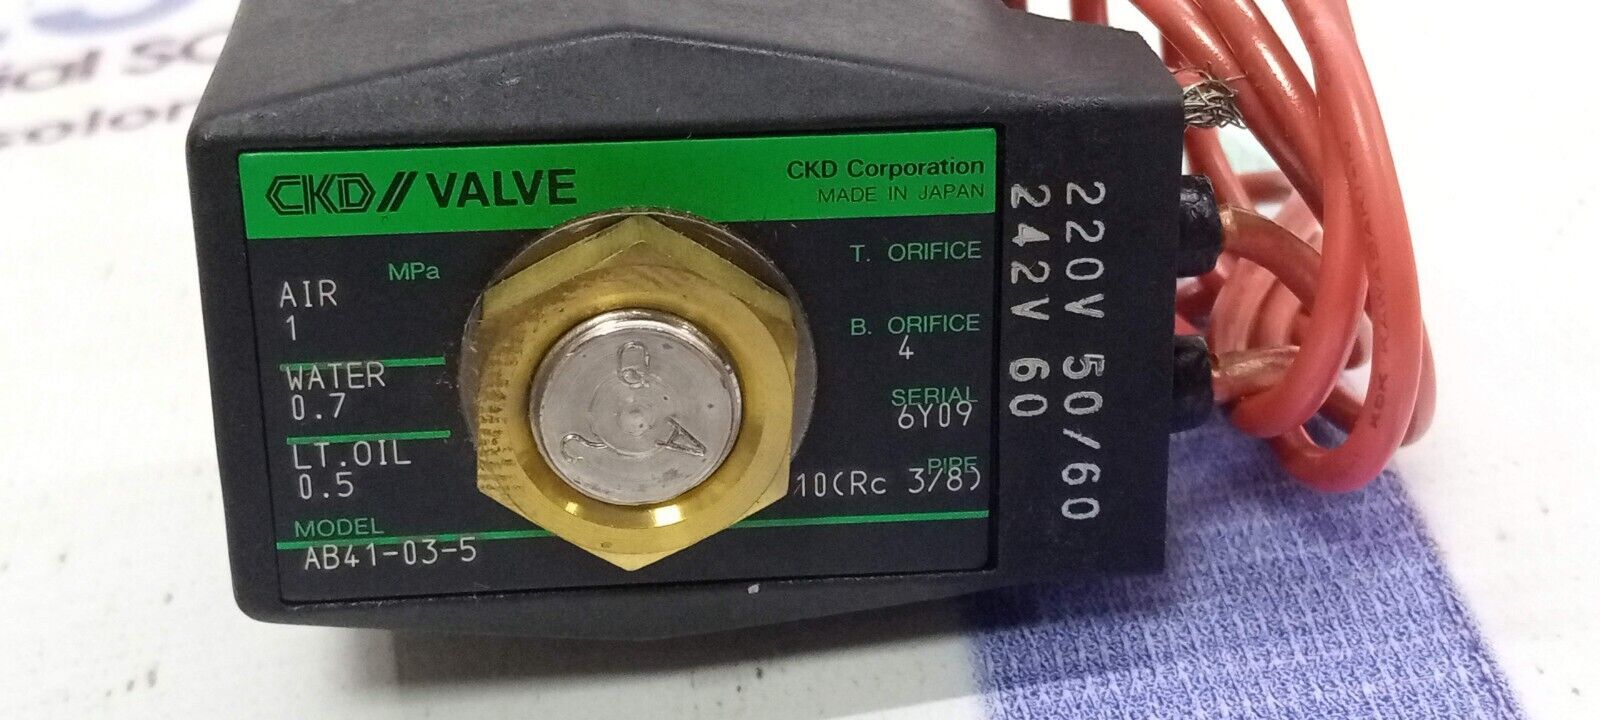 CKD// VALVE
CKD Corporation
MADE IN JAPAN
MPa
AIR
1
WATER
0.7
LT.OIL
0.5
MODEL
AB41-03-5
T. ORIFICE
B. ORIFICE
4
SERIAL
6Y09
PIPE
10(Rc 3/8)
220V 50/60
242V 60